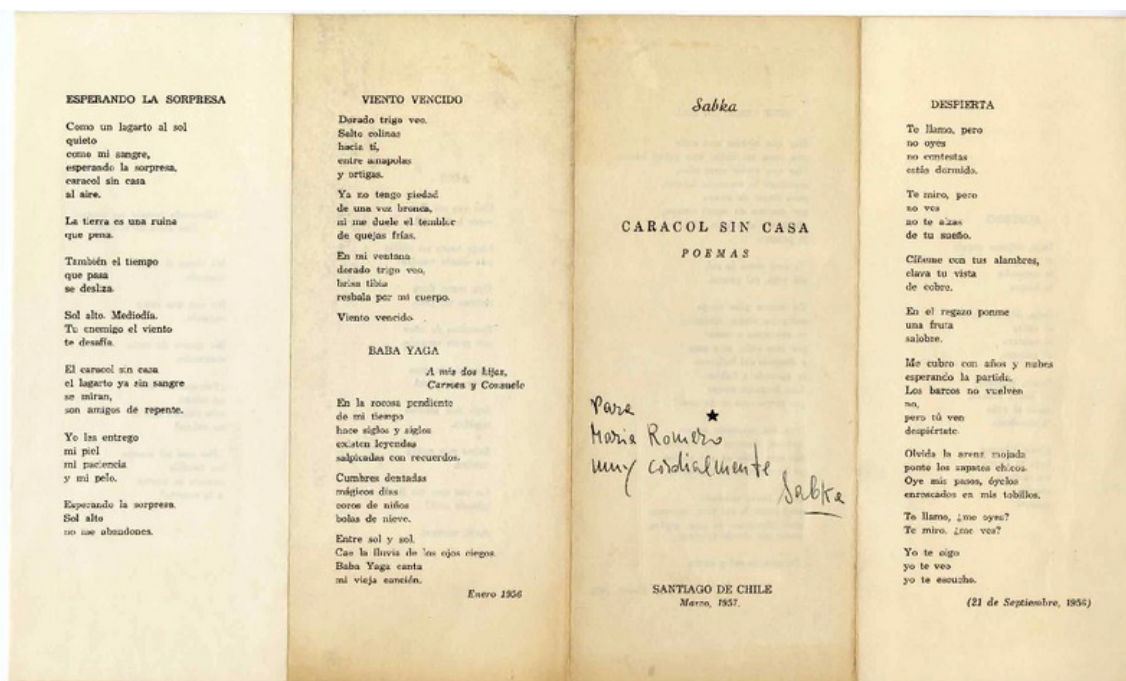 ESPERANDO LA SORPRESA
Como un lagarto al sol
quieto
como mi sangre,
esperando la sorpresa,
caracol sin casa
al aire.
La tierra es una ruina
que pena.
También el tiempo
que pasa
se desliza.
Sol alto. Mediodía.
Tu enemigo el viento
te desafía.
El caracol sin casa
el lagarto ya sin sangre
se miran,
son amigos de repente.
Yo les entrego
mi piel
mi paciencia
y mi pelo.
Esperando la sorpresa.
Sol alto
no me abandones.
VIENTO VENCIDO
Dorado trigo veo.
Salto colinas
hacia tí,
entre amapolas
y ortigas.
Ya no tengo piedad
de una voz bronca,
ni me duele el temblor
de quejas frías.
En mi ventana
dorado trigo veo,
brisa tibia
resbala por mi cuerpo.
Viento vencido.
BABA YAGA
A mis dos hijas,
Carmen y Consuelo
En la rocosa pendiente
de mi tiempo
hace siglos y siglos
existen leyendas
salpicadas con recuerdos.
Cumbres dentadas
mágicos días
coros de niños
bolas de nieve.
Entre sol y sol.
Cae la lluvia de los ojos ciegos.
Baba Yaga canta
mi vieja canción.
Enero 1956
Sabka
CARACOL SIN CASA
POEMAS
Para
Maria Romero
muy cordialmente
Sabka
SANTIAGO DE CHILE
Marzo, 1957.
DESPIERTA
Te llamo, pero
no oyes
no contestas
estás dormido.
Te miro, pero
no ves
no te alzas
de tu sueño.
Cíñeme con tus alambres,
clava tu vista
de cobre.
En el regazo ponme
una fruta
salobre.
Me cubro con años y nubes
esperando la partida.
Los barcos no vuelven
no,
pero tú ven
despiértate.
Olvida la arena mojada
ponte los zapatos chicos.
Oye mis pasos, óyelos
enroscados en mis tobillos.
Te llamo, ¿me oyes?
Te miro, ¿me ves?
Yo te oigo
yo te veo
yo te escucho.
(21 de Septiembre, 1956)